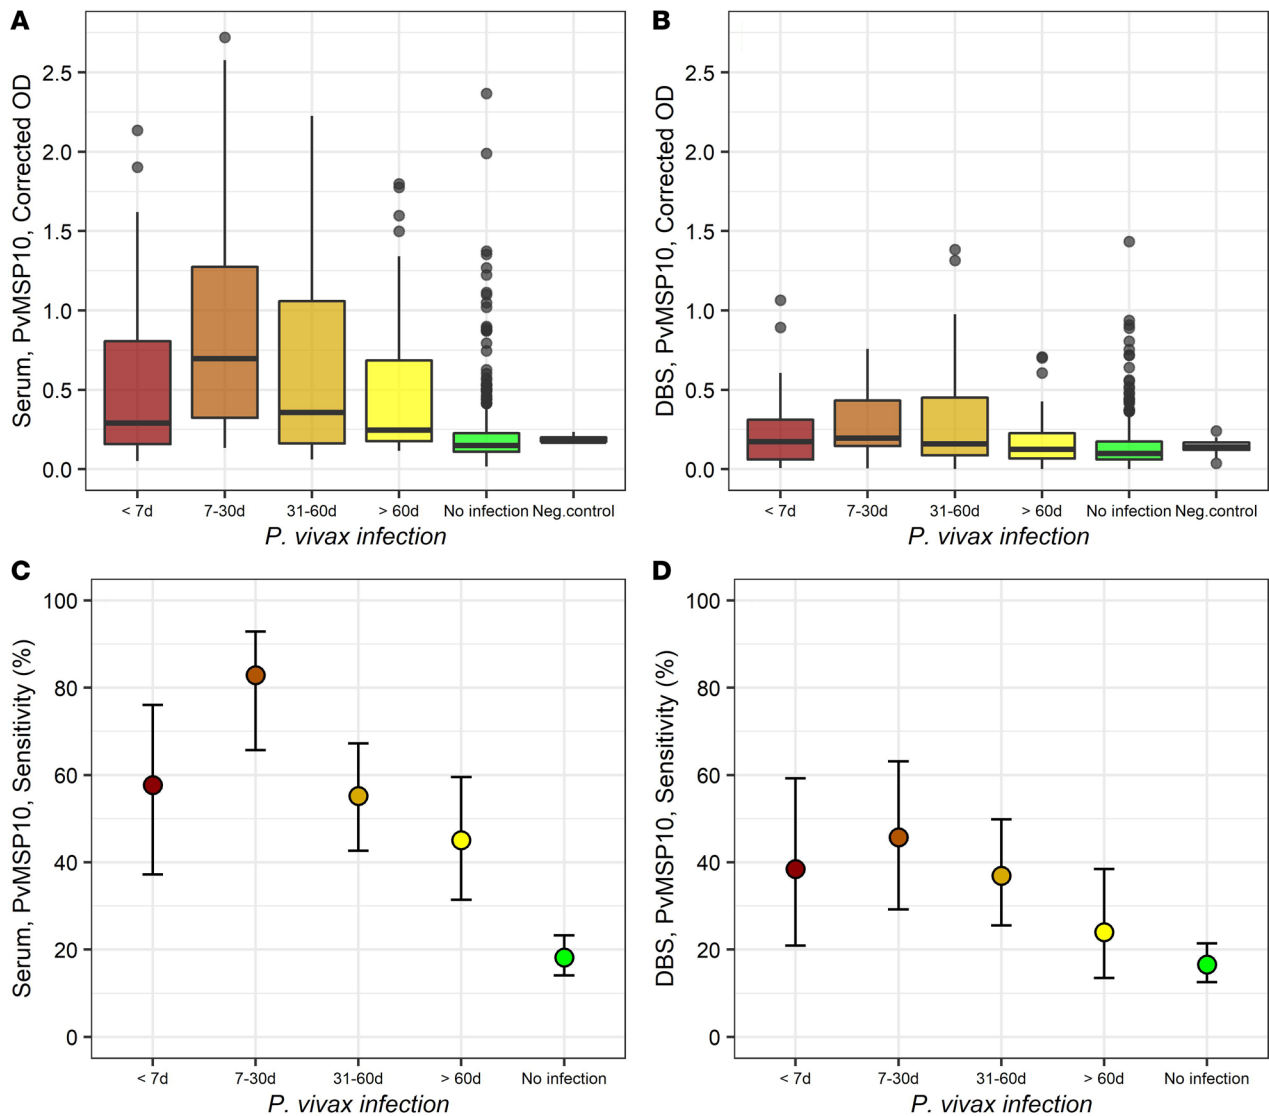 A
Serum, PvMSP10, Corrected OD
2.5
2.0
1.5
1.0
0.5
0.0
< 7d 7-30d 31-60d > 60d No infection Neg.control
P. vivax infection
B
DBS, PvMSP10, Corrected OD
2.5
2.0
1.5
1.0
0.5
0.0
< 7d 7-30d 31-60d > 60d No infection Neg.control
P. vivax infection
C
Serum, PvMSP10, Sensitivity (%)
100
80
60
40
20
0
< 7d 7-30d 31-60d > 60d No infection
P. vivax infection
D
DBS, PvMSP10, Sensitivity (%)
100
80
60
40
20
0
< 7d 7-30d 31-60d > 60d No infection
P. vivax infection